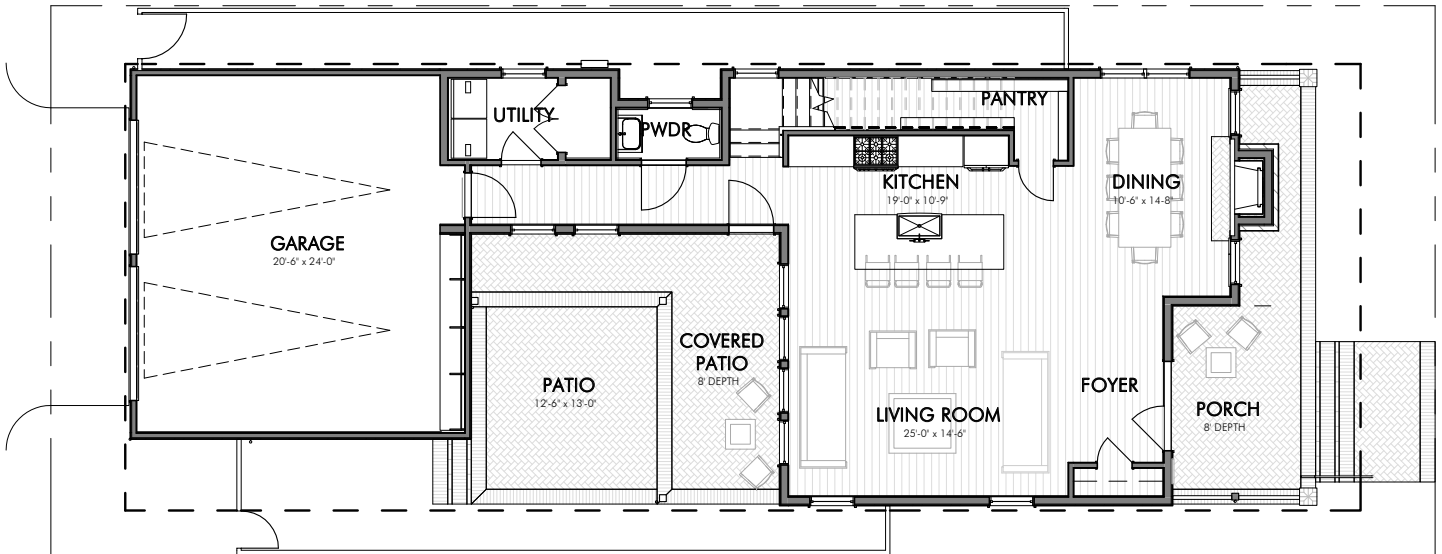 UTILITY
PWDR
PANTRY
GARAGE
20'-6" x 24'-0"
KITCHEN
19'-0" x 10'-9"
DINING
10'-6" x 14'-8"
COVERED
PATIO
8' DEPTH
PATIO
12'-6" x 13'-0"
LIVING ROOM
25'-0" x 14'-6"
FOYER
PORCH
8' DEPTH